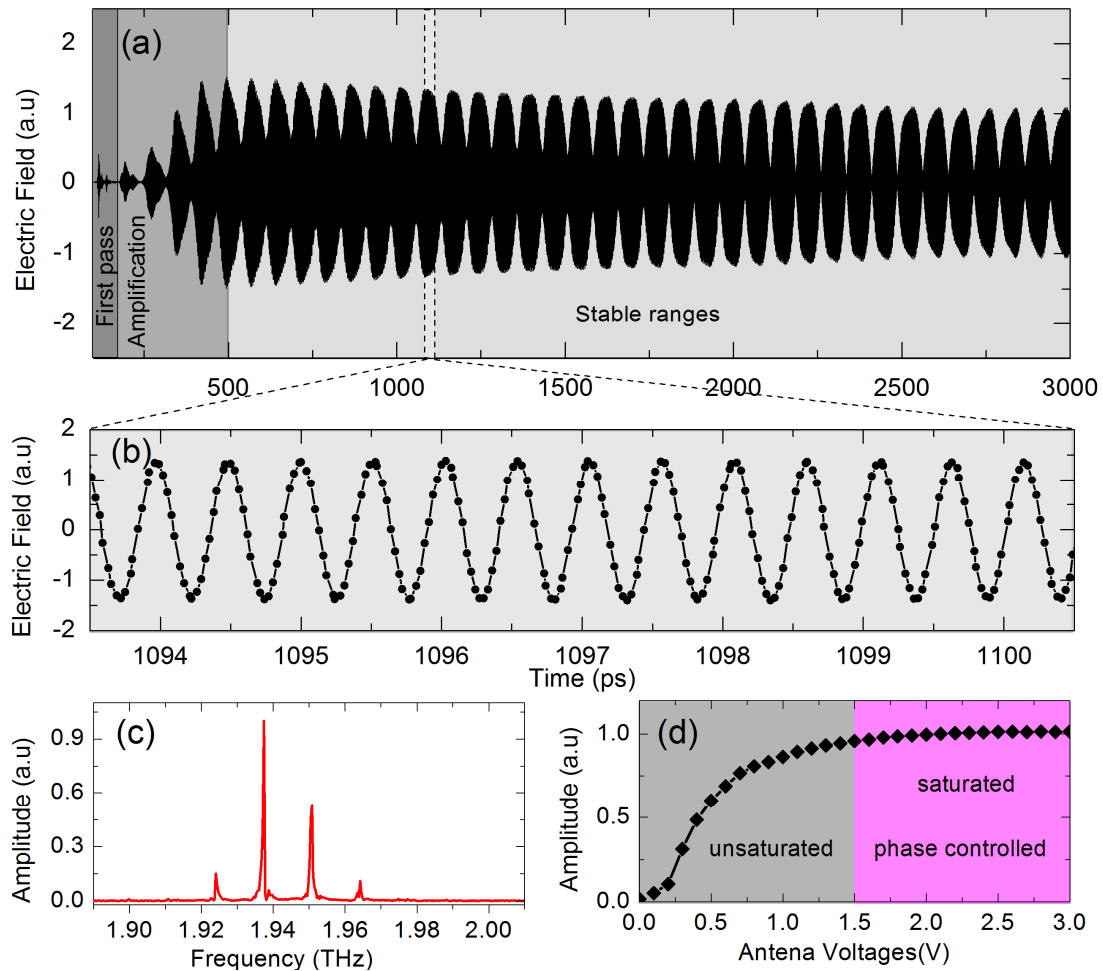 (a)
Electric Field (a.u)
2
1
0
-1
-2
First pass
Amplification
Stable ranges
500 1000 1500 2000 2500 3000
(b)
Electric Field (a.u)
2
1
0
-1
-2
1094 1095 1096 1097 1098 1099 1100
Time (ps)
(c)
Amplitude (a.u)
0.9
0.6
0.3
0.0
1.90 1.92 1.94 1.96 1.98 2.00
Frequency (THz)
(d)
Amplitude (a.u)
1.0
0.5
0.0
saturated
unsaturated
phase controlled
0.0 0.5 1.0 1.5 2.0 2.5 3.0
Antena Voltages(V)